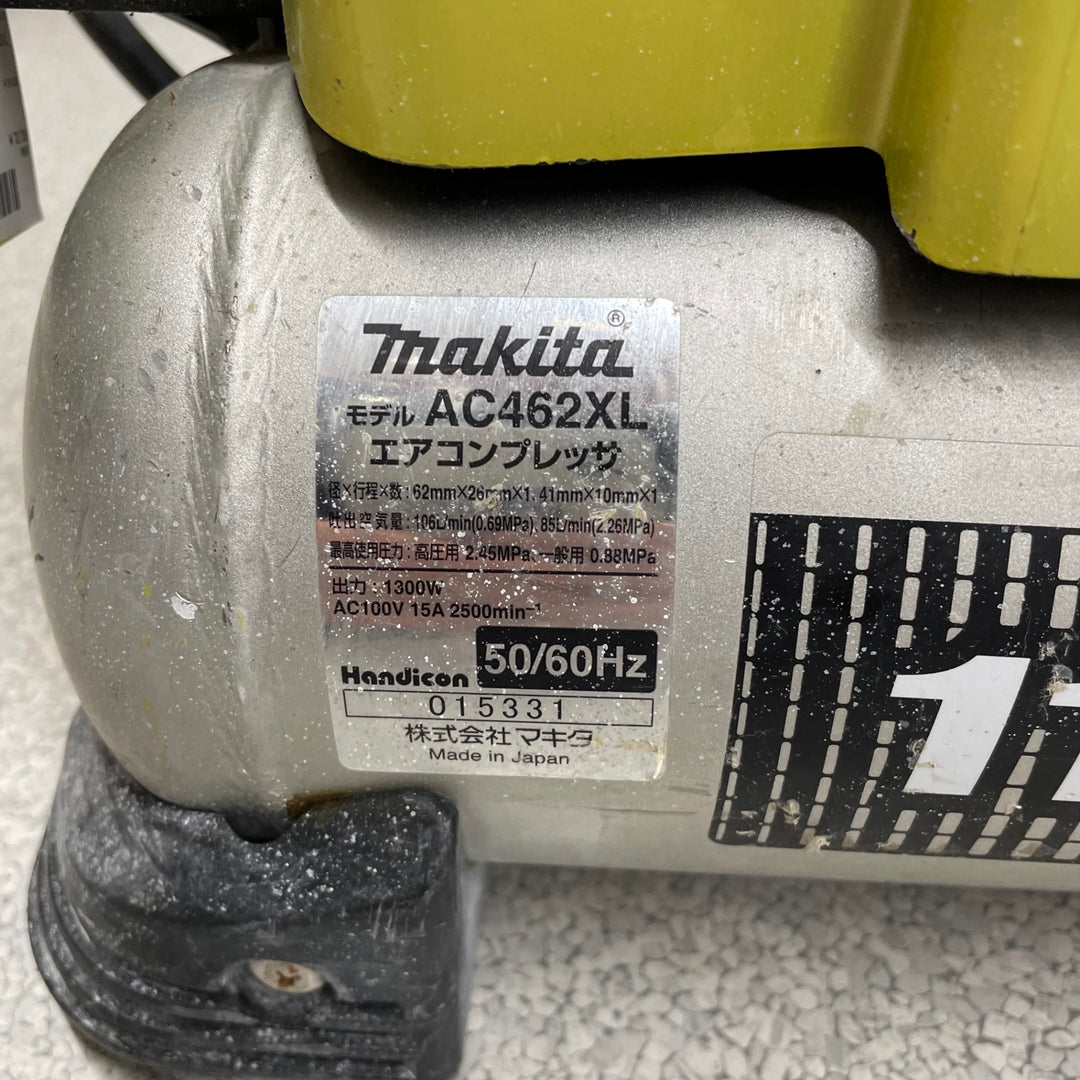 makita®
モデル AC462XL
エアコンプレッサ
径×行程×数：62mm×26mm×1、41mm×10mm×1
吐出空気量：106L/min(0.69MPa)、85L/min(2.26MPa)
最高使用圧力：高圧用 2.45MPa、一般用 0.88MPa
出力：1300W
AC100V 15A 2500min⁻¹
50/60Hz
Handicon
015331
株式会社マキタ
Made in Japan